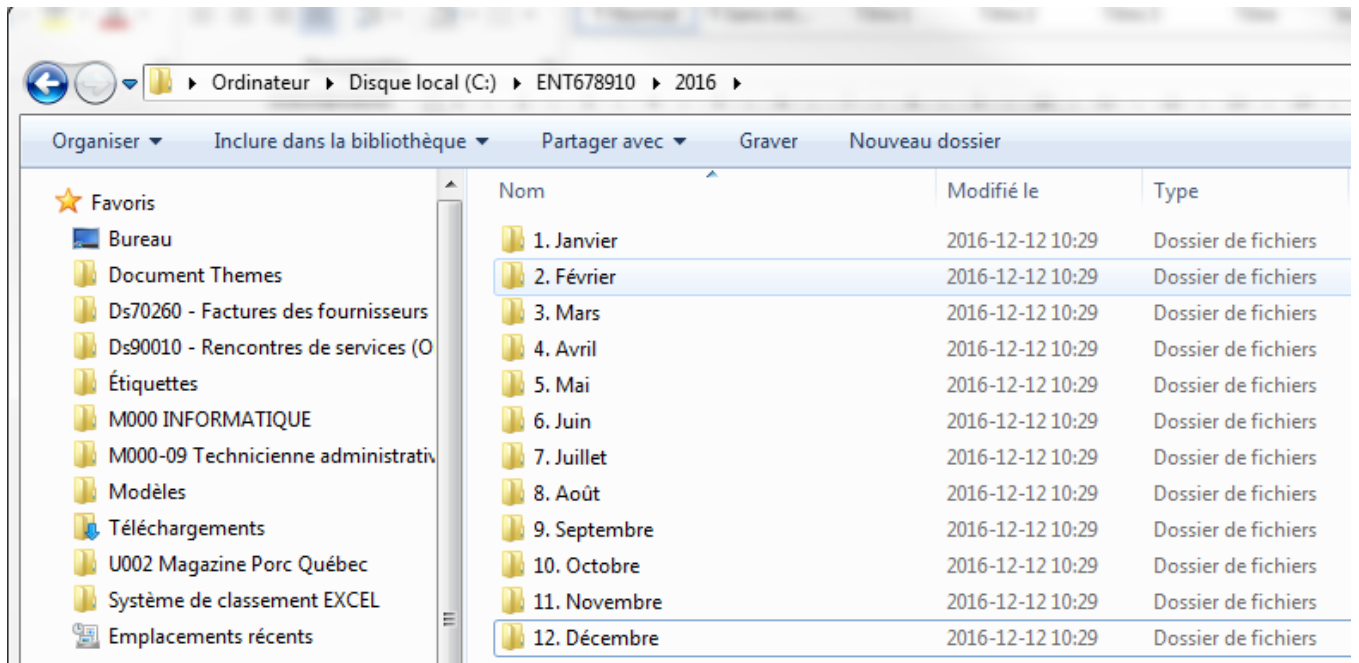 Ordinateur ▸ Disque local (C:) ▸ ENT678910 ▸ 2016 ▸
Organiser ▾ Inclure dans la bibliothèque ▾ Partager avec ▾ Graver Nouveau dossier
Favoris
Bureau
Document Themes
Ds70260 - Factures des fournisseurs
Ds90010 - Rencontres de services (O
Étiquettes
M000 INFORMATIQUE
M000-09 Technicienne administrativ
Modèles
Téléchargements
U002 Magazine Porc Québec
Système de classement EXCEL
Emplacements récents
Nom Modifié le Type
1. Janvier 2016-12-12 10:29 Dossier de fichiers
2. Février 2016-12-12 10:29 Dossier de fichiers
3. Mars 2016-12-12 10:29 Dossier de fichiers
4. Avril 2016-12-12 10:29 Dossier de fichiers
5. Mai 2016-12-12 10:29 Dossier de fichiers
6. Juin 2016-12-12 10:29 Dossier de fichiers
7. Juillet 2016-12-12 10:29 Dossier de fichiers
8. Août 2016-12-12 10:29 Dossier de fichiers
9. Septembre 2016-12-12 10:29 Dossier de fichiers
10. Octobre 2016-12-12 10:29 Dossier de fichiers
11. Novembre 2016-12-12 10:29 Dossier de fichiers
12. Décembre 2016-12-12 10:29 Dossier de fichiers